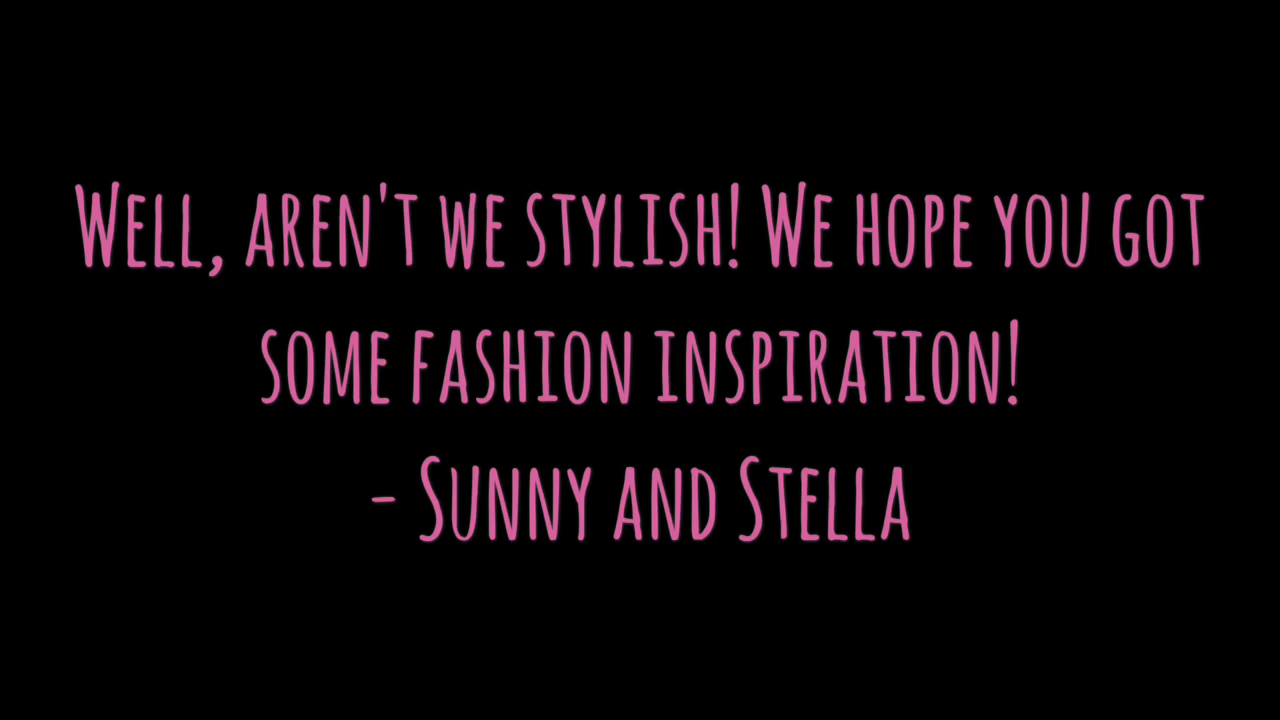 Well, aren't we stylish! We hope you got
some fashion inspiration!
- Sunny and Stella